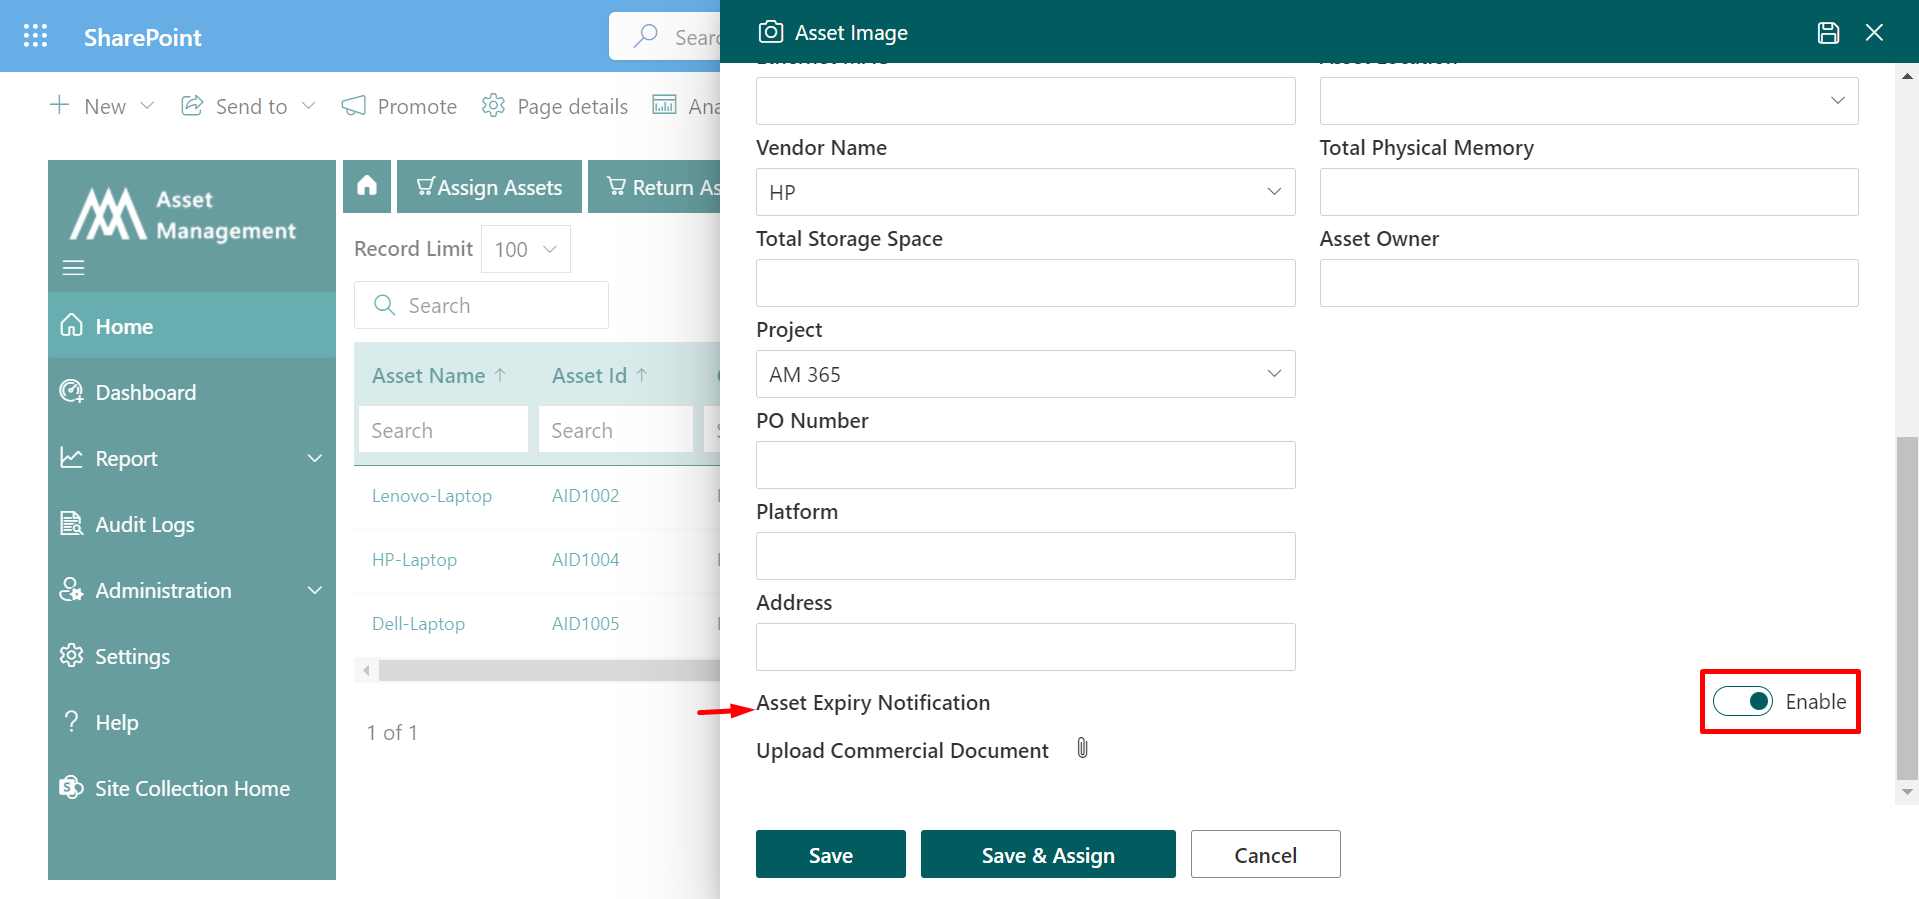 SharePoint
Sear
New
Send to
Promote
Page details
Ana
Asset
Management
Home
Dashboard
Report
Audit Logs
Administration
Settings
Help
Site Collection Home
Assign Assets
Return As
Record Limit
100
Search
Asset Name ↑
Asset Id ↑
Search
Search
Lenovo-Laptop
AID1002
HP-Laptop
AID1004
Dell-Laptop
AID1005
1 of 1
Asset Image
Vendor Name
HP
Total Physical Memory
Total Storage Space
Asset Owner
Project
AM 365
PO Number
Platform
Address
Asset Expiry Notification
Enable
Upload Commercial Document
Save
Save & Assign
Cancel